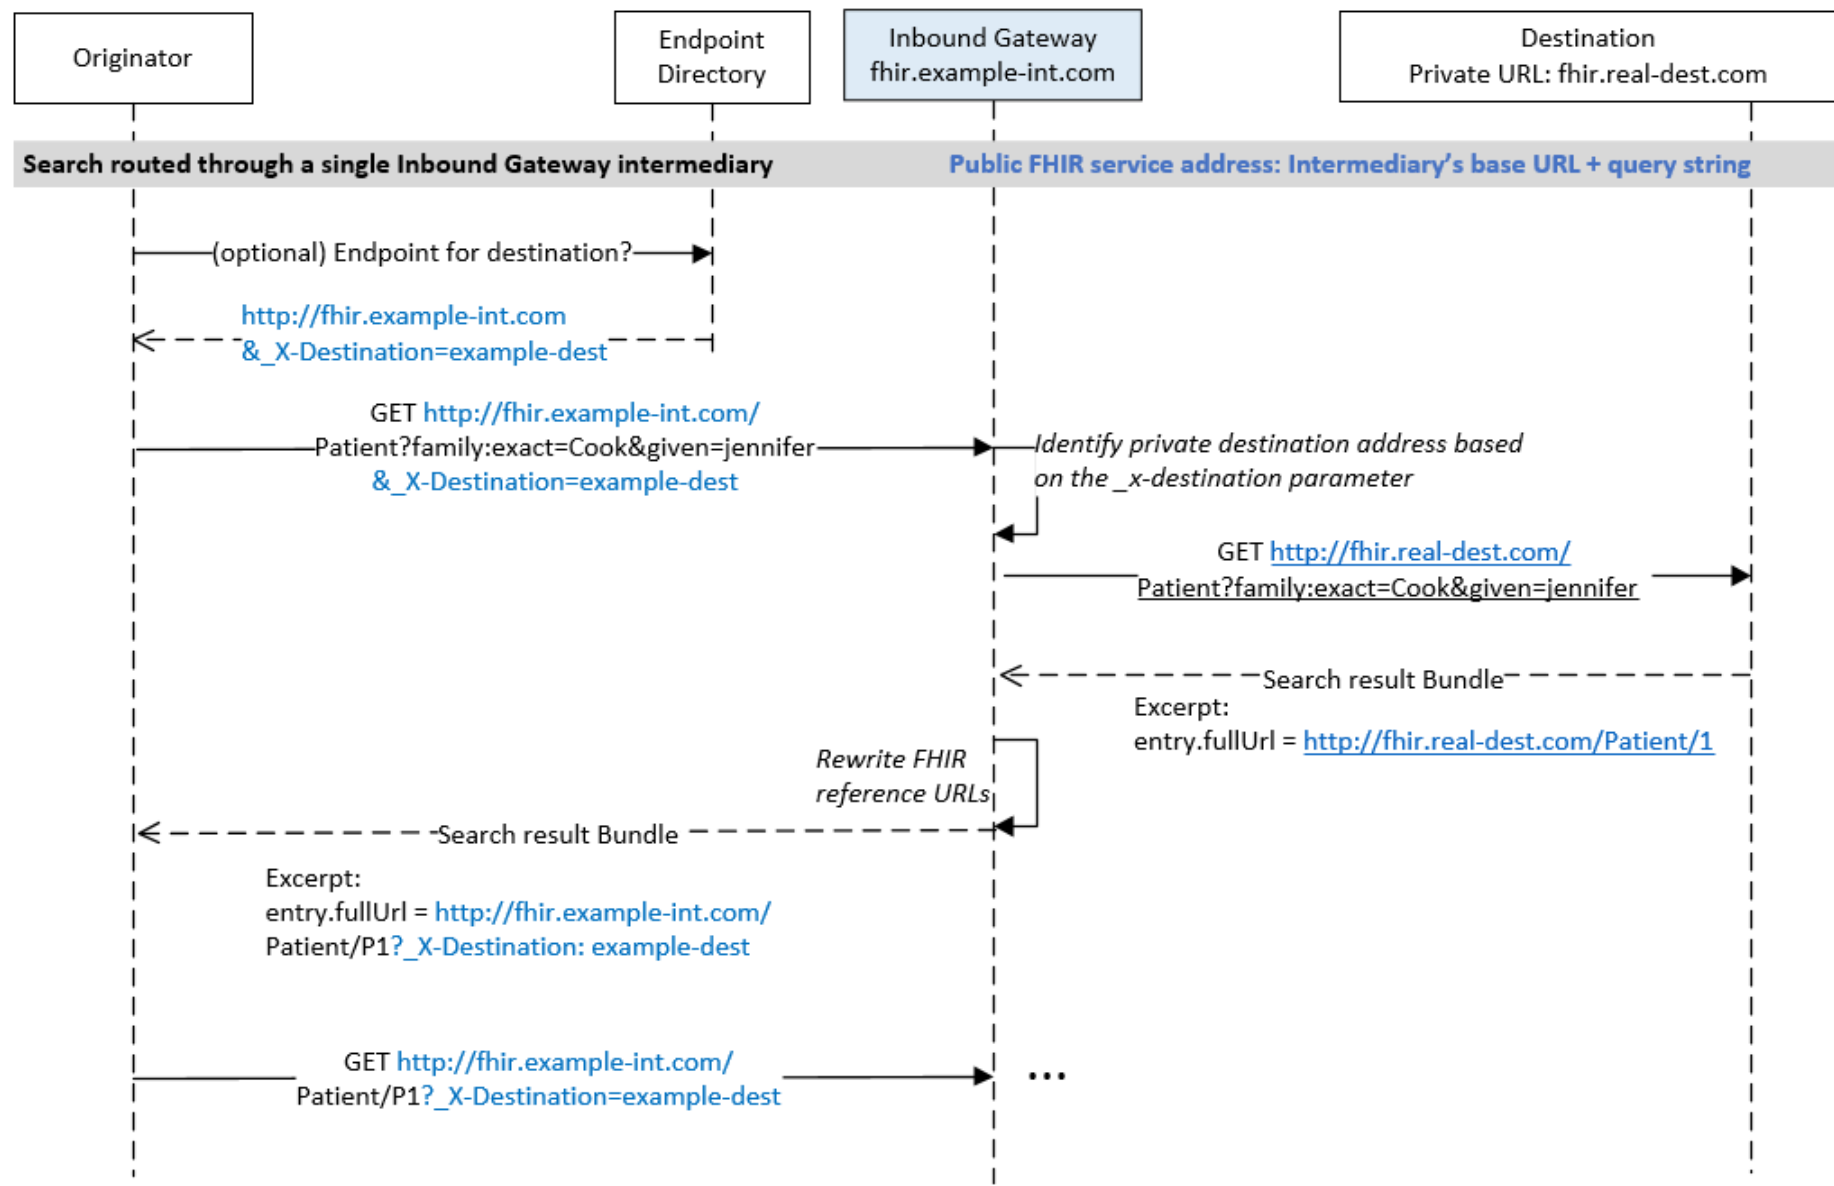 Originator
Endpoint
Directory
Inbound Gateway
fhir.example-int.com
Destination
Private URL: fhir.real-dest.com
Search routed through a single Inbound Gateway intermediary
Public FHIR service address: Intermediary’s base URL + query string
(optional) Endpoint for destination?
http://fhir.example-int.com
&_X-Destination=example-dest
GET http://fhir.example-int.com/
Patient?family:exact=Cook&given=jennifer
&_X-Destination=example-dest
Identify private destination address based
on the _x-destination parameter
GET http://fhir.real-dest.com/
Patient?family:exact=Cook&given=jennifer
Search result Bundle
Excerpt:
entry.fullUrl = http://fhir.real-dest.com/Patient/1
Rewrite FHIR
reference URLs
Search result Bundle
Excerpt:
entry.fullUrl = http://fhir.example-int.com/
Patient/P1?_X-Destination: example-dest
GET http://fhir.example-int.com/
Patient/P1?_X-Destination=example-dest
...